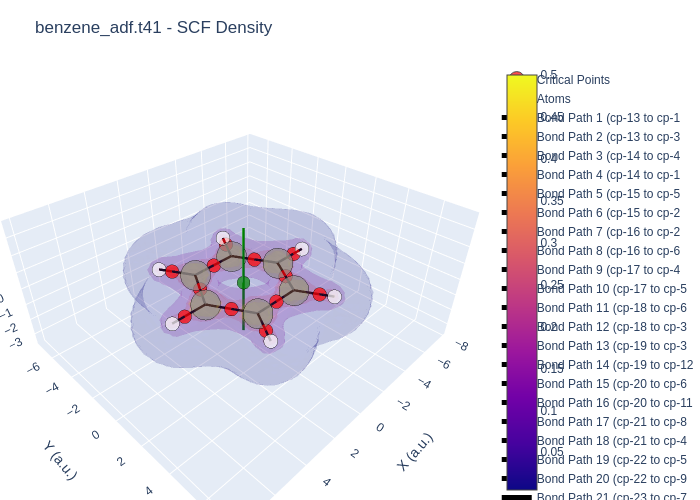 benzene_adf.t41 - SCF Density
0.5
Critical Points
Atoms
0.45
Bond Path 1 (cp-13 to cp-1
Bond Path 2 (cp-13 to cp-3
0.4
Bond Path 3 (cp-14 to cp-4
Bond Path 4 (cp-14 to cp-1
Bond Path 5 (cp-15 to cp-5
0.35
Bond Path 6 (cp-15 to cp-2
Bond Path 7 (cp-16 to cp-2
0.3
Bond Path 8 (cp-16 to cp-6
Bond Path 9 (cp-17 to cp-4
0.25
Bond Path 10 (cp-17 to cp-5
Bond Path 11 (cp-18 to cp-6
0.2
Bond Path 12 (cp-18 to cp-3
Bond Path 13 (cp-19 to cp-3
0.15
Bond Path 14 (cp-19 to cp-12
Bond Path 15 (cp-20 to cp-6
0.1
Bond Path 16 (cp-20 to cp-11
Bond Path 17 (cp-21 to cp-8
Bond Path 18 (cp-21 to cp-4
0.05
Bond Path 19 (cp-22 to cp-5
Bond Path 20 (cp-22 to cp-9
Bond Path 21 (cp-23 to cp-7
0
−1
−2
−3
−6
−4
−2
0
2
4
Y (a.u.)
−8
−6
−4
−2
0
2
4
X (a.u.)